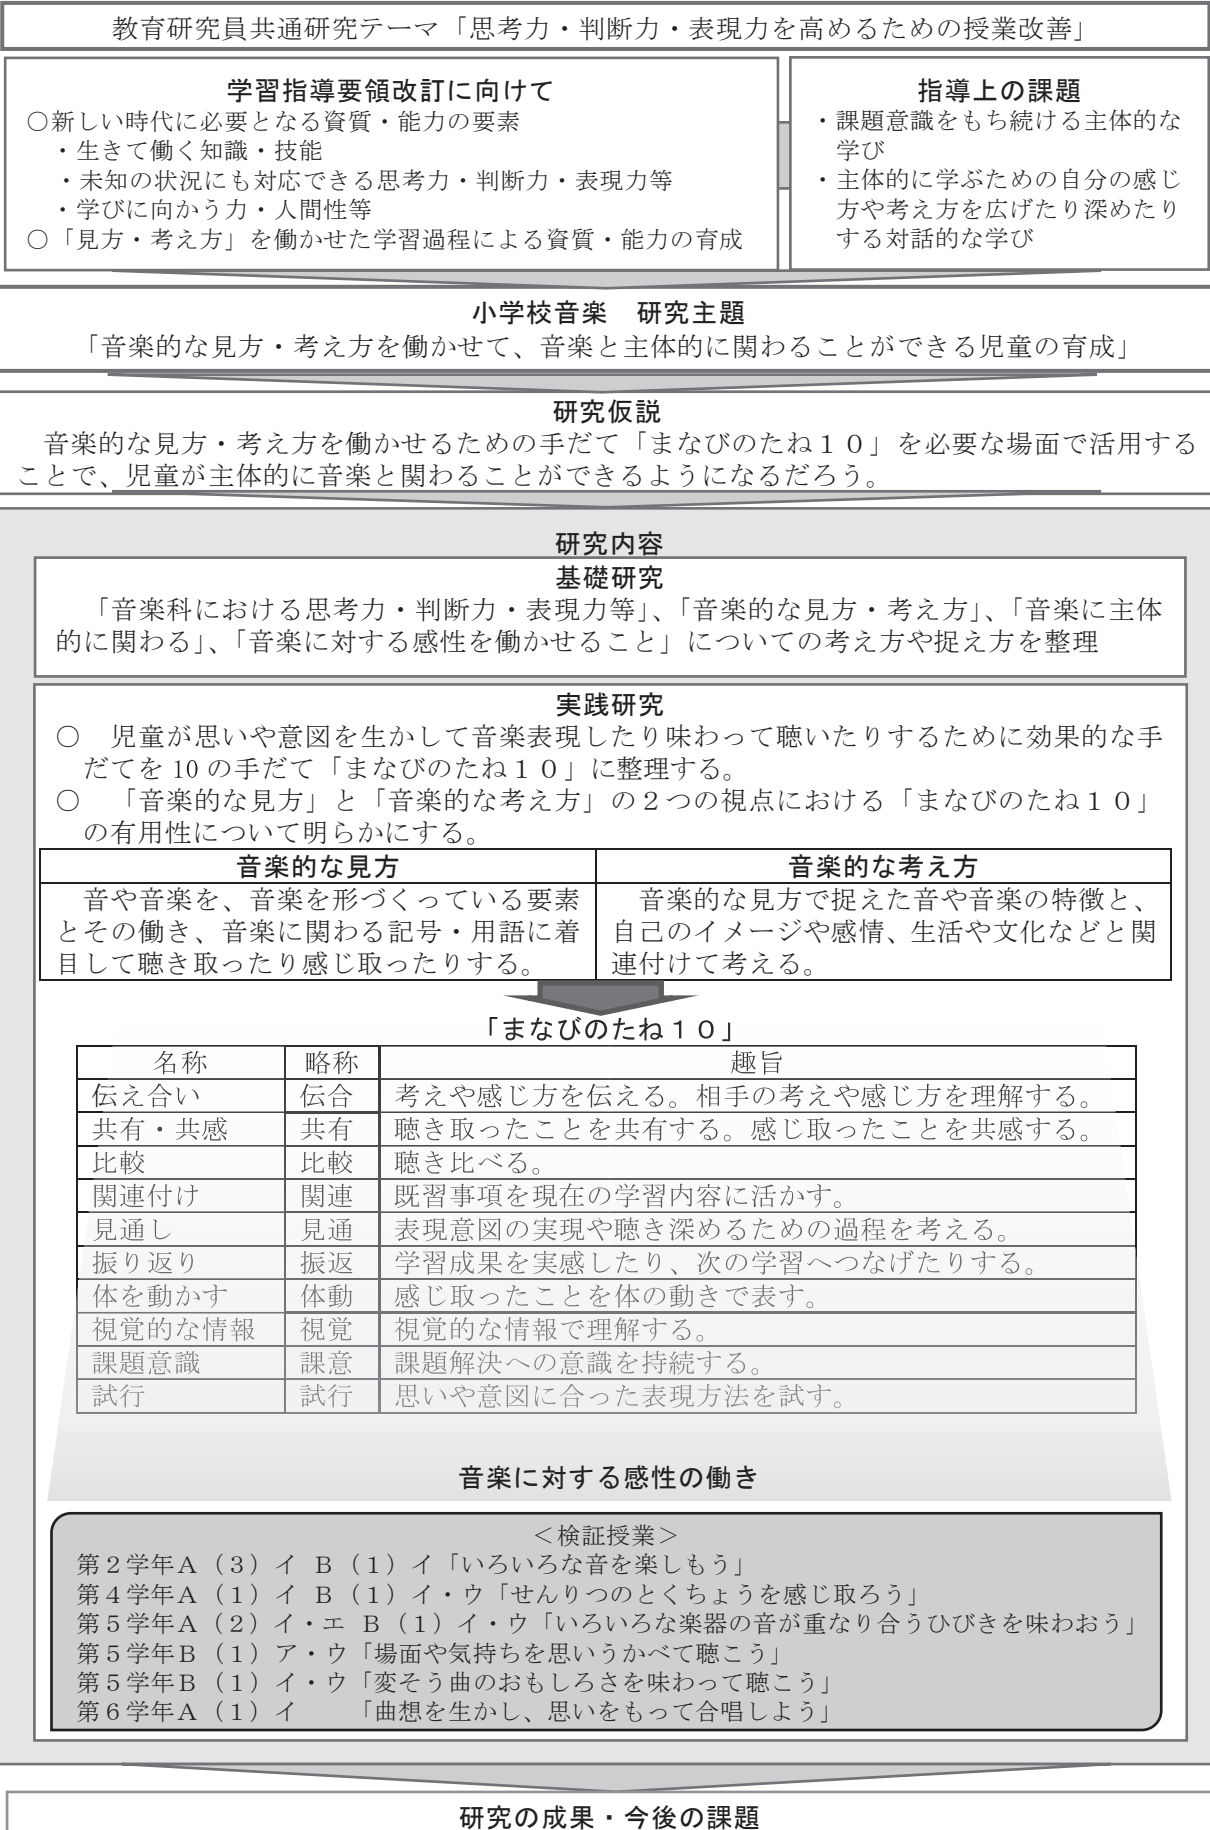 教育研究員共通研究テーマ「思考力・判断力・表現力を高めるための授業改善」
学習指導要領改訂に向けて
○新しい時代に必要となる資質・能力の要素
・生きて働く知識・技能
・未知の状況にも対応できる思考力・判断力・表現力等
・学びに向かう力・人間性等
○「見方・考え方」を働かせた学習過程による資質・能力の育成
指導上の課題
・課題意識をもち続ける主体的な
学び
・主体的に学ぶための自分の感じ
方や考え方を広げたり深めたり
する対話的な学び
小学校音楽　研究主題
「音楽的な見方・考え方を働かせて、音楽と主体的に関わることができる児童の育成」
研究仮説
音楽的な見方・考え方を働かせるための手だて「まなびのたね１０」を必要な場面で活用する
ことで、児童が主体的に音楽と関わることができるようになるだろう。
研究内容
基礎研究
「音楽科における思考力・判断力・表現力等」、「音楽的な見方・考え方」、「音楽に主体
的に関わる」、「音楽に対する感性を働かせること」についての考え方や捉え方を整理
実践研究
○　児童が思いや意図を生かして音楽表現したり味わって聴いたりするために効果的な手
だてを 10 の手だて「まなびのたね１０」に整理する。
○　「音楽的な見方」と「音楽的な考え方」の２つの視点における「まなびのたね１０」
の有用性について明らかにする。
音楽的な見方
音や音楽を、音楽を形づくっている要素
とその働き、音楽に関わる記号・用語に着
目して聴き取ったり感じ取ったりする。
音楽的な考え方
音楽的な見方で捉えた音や音楽の特徴と、
自己のイメージや感情、生活や文化などと関
連付けて考える。
「まなびのたね１０」
名称 略称 趣旨
伝え合い 伝合 考えや感じ方を伝える。相手の考えや感じ方を理解する。
共有・共感 共有 聴き取ったことを共有する。感じ取ったことを共感する。
比較 比較 聴き比べる。
関連付け 関連 既習事項を現在の学習内容に活かす。
見通し 見通 表現意図の実現や聴き深めるための過程を考える。
振り返り 振返 学習成果を実感したり、次の学習へつなげたりする。
体を動かす 体動 感じ取ったことを体の動きで表す。
視覚的な情報 視覚 視覚的な情報で理解する。
課題意識 課意 課題解決への意識を持続する。
試行 試行 思いや意図に合った表現方法を試す。
音楽に対する感性の働き
＜検証授業＞
第２学年Ａ（３）イ　Ｂ（１）イ「いろいろな音を楽しもう」
第４学年Ａ（１）イ　Ｂ（１）イ・ウ「せんりつのとくちょうを感じ取ろう」
第５学年Ａ（２）イ・エ　Ｂ（１）イ・ウ「いろいろな楽器の音が重なり合うひびきを味わおう」
第５学年Ｂ（１）ア・ウ「場面や気持ちを思いうかべて聴こう」
第５学年Ｂ（１）イ・ウ「変そう曲のおもしろさを味わって聴こう」
第６学年Ａ（１）イ　　「曲想を生かし、思いをもって合唱しよう」
研究の成果・今後の課題